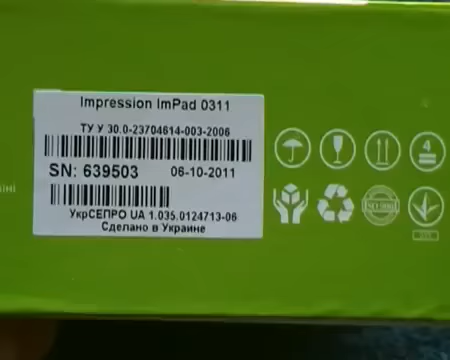 Impression ImPad 0311
ТУ У 30.0-23704614-003-2006
SN: 639503 06-10-2011
УкрСЕПРО UA 1.035.0124713-06
Сделано в Украине
4